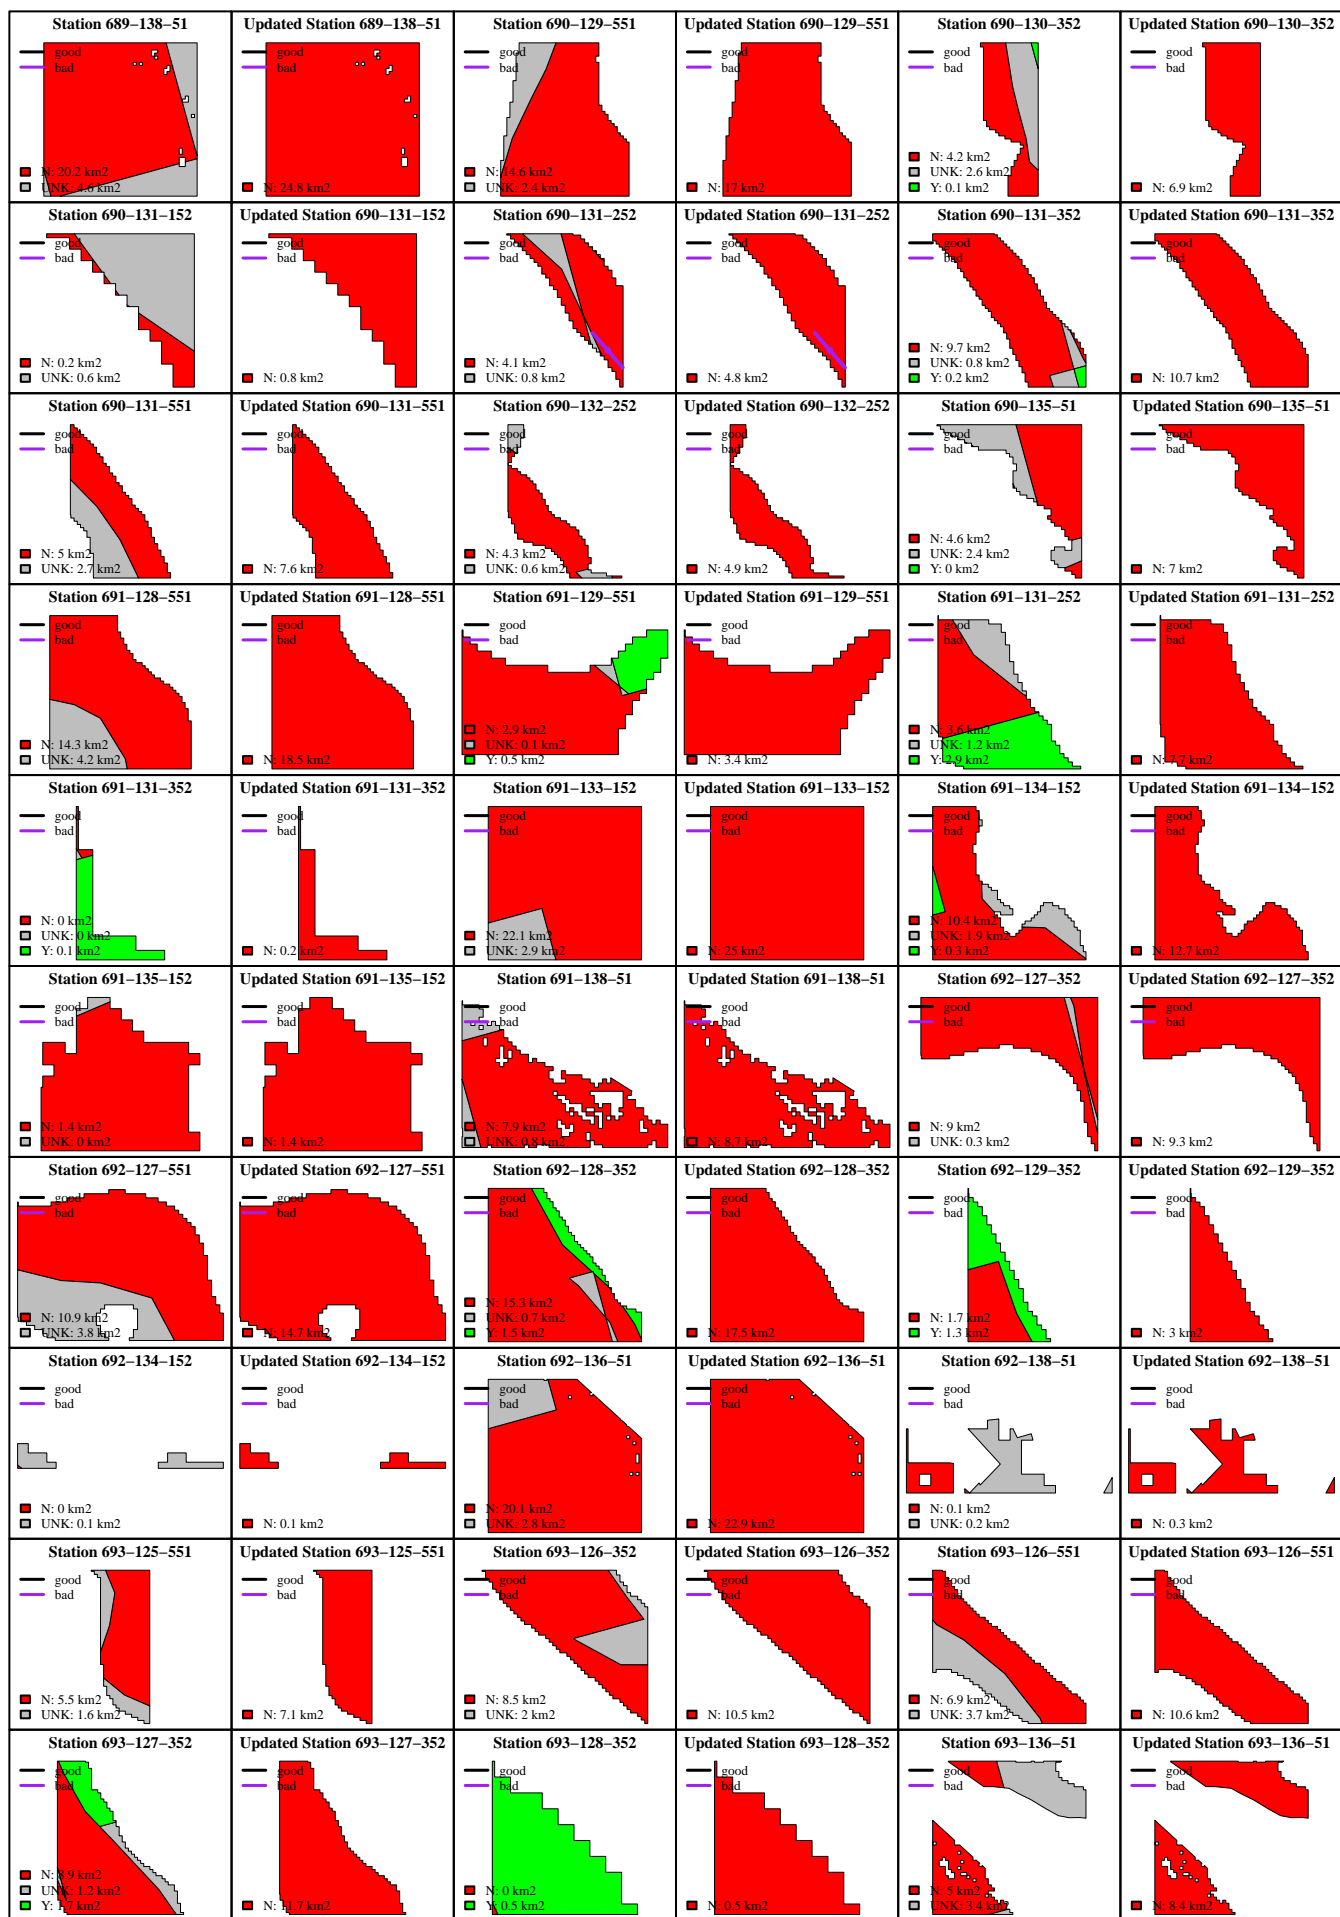 Station 689−138−51
good
bad
N: 20.2 km2
UNK: 4.6 km2
Updated Station 689−138−51
good
bad
N: 24.8 km2
Station 690−129−551
good
bad
N: 14.6 km2
UNK: 2.4 km2
Updated Station 690−129−551
good
bad
N: 17 km2
Station 690−130−352
good
bad
N: 4.2 km2
UNK: 2.6 km2
Y: 0.1 km2
Updated Station 690−130−352
good
bad
N: 6.9 km2
Station 690−131−152
good
bad
N: 0.2 km2
UNK: 0.6 km2
Updated Station 690−131−152
good
bad
N: 0.8 km2
Station 690−131−252
good
bad
N: 4.1 km2
UNK: 0.8 km2
Updated Station 690−131−252
good
bad
N: 4.8 km2
Station 690−131−352
good
bad
N: 9.7 km2
UNK: 0.8 km2
Y: 0.2 km2
Updated Station 690−131−352
good
bad
N: 10.7 km2
Station 690−131−551
good
bad
N: 5 km2
UNK: 2.7 km2
Updated Station 690−131−551
good
bad
N: 7.6 km2
Station 690−132−252
good
bad
N: 4.3 km2
UNK: 0.6 km2
Updated Station 690−132−252
good
bad
N: 4.9 km2
Station 690−135−51
good
bad
N: 4.6 km2
UNK: 2.4 km2
Y: 0 km2
Updated Station 690−135−51
good
bad
N: 7 km2
Station 691−128−551
good
bad
N: 14.3 km2
UNK: 4.2 km2
Updated Station 691−128−551
good
bad
N: 18.5 km2
Station 691−129−551
good
bad
N: 2.9 km2
UNK: 0.1 km2
Y: 0.5 km2
Updated Station 691−129−551
good
bad
N: 3.4 km2
Station 691−131−252
good
bad
N: 3.6 km2
UNK: 1.2 km2
Y: 2.9 km2
Updated Station 691−131−252
good
bad
N: 7.7 km2
Station 691−131−352
good
bad
N: 0 km2
UNK: 0 km2
Y: 0.1 km2
Updated Station 691−131−352
good
bad
N: 0.2 km2
Station 691−133−152
good
bad
N: 22.1 km2
UNK: 2.9 km2
Updated Station 691−133−152
good
bad
N: 25 km2
Station 691−134−152
good
bad
N: 10.4 km2
UNK: 1.9 km2
Y: 0.3 km2
Updated Station 691−134−152
good
bad
N: 12.7 km2
Station 691−135−152
good
bad
N: 1.4 km2
UNK: 0 km2
Updated Station 691−135−152
good
bad
N: 1.4 km2
Station 691−138−51
good
bad
N: 7.9 km2
UNK: 0.8 km2
Updated Station 691−138−51
good
bad
N: 8.7 km2
Station 692−127−352
good
bad
N: 9 km2
UNK: 0.3 km2
Updated Station 692−127−352
good
bad
N: 9.3 km2
Station 692−127−551
good
bad
N: 10.9 km2
UNK: 3.8 km2
Updated Station 692−127−551
good
bad
N: 14.7 km2
Station 692−128−352
good
bad
N: 15.3 km2
UNK: 0.7 km2
Y: 1.5 km2
Updated Station 692−128−352
good
bad
N: 17.5 km2
Station 692−129−352
good
bad
N: 1.7 km2
Y: 1.3 km2
Updated Station 692−129−352
good
bad
N: 3 km2
Station 692−134−152
good
bad
N: 0 km2
UNK: 0.1 km2
Updated Station 692−134−152
good
bad
N: 0.1 km2
Station 692−136−51
good
bad
N: 20.1 km2
UNK: 2.8 km2
Updated Station 692−136−51
good
bad
N: 22.9 km2
Station 692−138−51
good
bad
N: 0.1 km2
UNK: 0.2 km2
Updated Station 692−138−51
good
bad
N: 0.3 km2
Station 693−125−551
good
bad
N: 5.5 km2
UNK: 1.6 km2
Updated Station 693−125−551
good
bad
N: 7.1 km2
Station 693−126−352
good
bad
N: 8.5 km2
UNK: 2 km2
Updated Station 693−126−352
good
bad
N: 10.5 km2
Station 693−126−551
good
bad
N: 6.9 km2
UNK: 3.7 km2
Updated Station 693−126−551
good
bad
N: 10.6 km2
Station 693−127−352
good
bad
N: 8.9 km2
UNK: 1.2 km2
Y: 1.7 km2
Updated Station 693−127−352
good
bad
N: 11.7 km2
Station 693−128−352
good
bad
N: 0 km2
Y: 0.5 km2
Updated Station 693−128−352
good
bad
N: 0.5 km2
Station 693−136−51
good
bad
N: 5 km2
UNK: 3.4 km2
Updated Station 693−136−51
good
bad
N: 8.4 km2